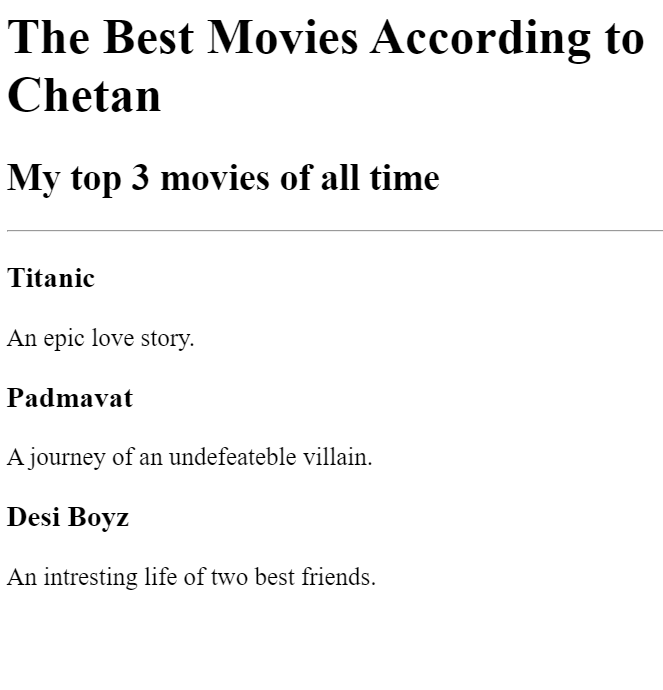 The Best Movies According to
Chetan
My top 3 movies of all time
Titanic
An epic love story.
Padmavat
A journey of an undefeateble villain.
Desi Boyz
An intresting life of two best friends.